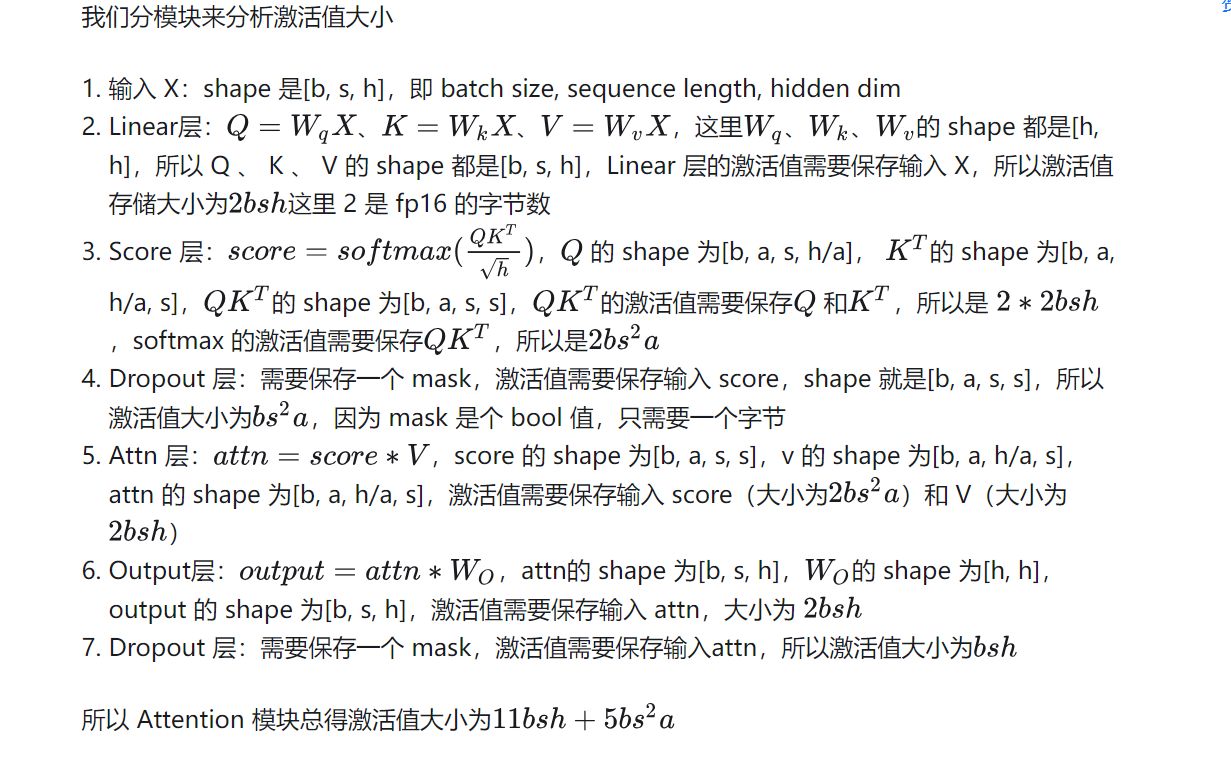 我们分模块来分析激活值大小
1. 输入 X：shape 是[b, s, h]，即 batch size, sequence length, hidden dim
2. Linear层：$Q = W_qX$、$K = W_kX$、$V = W_vX$，这里$W_q$、$W_k$、$W_v$的 shape 都是[h,
h]，所以 Q 、 K 、 V 的 shape 都是[b, s, h]，Linear 层的激活值需要保存输入 X，所以激活值
存储大小为$2bsh$这里 2 是 fp16 的字节数
3. Score 层：$score = softmax(\frac{QK^T}{\sqrt{h}})$，$Q$ 的 shape 为[b, a, s, h/a]， $K^T$的 shape 为[b, a,
h/a, s]，$QK^T$的 shape 为[b, a, s, s]，$QK^T$的激活值需要保存$Q$ 和$K^T$，所以是 $2 * 2bsh$
，softmax 的激活值需要保存$QK^T$，所以是$2bs^2a$
4. Dropout 层：需要保存一个 mask，激活值需要保存输入 score，shape 就是[b, a, s, s]，所以
激活值大小为$bs^2a$，因为 mask 是个 bool 值，只需要一个字节
5. Attn 层：$attn = score * V$，score 的 shape 为[b, a, s, s]，v 的 shape 为[b, a, h/a, s]，
attn 的 shape 为[b, a, h/a, s]，激活值需要保存输入 score（大小为$2bs^2a$）和 V（大小为
$2bsh$）
6. Output层：$output = attn * W_O$，attn的 shape 为[b, s, h]，$W_O$的 shape 为[h, h]，
output 的 shape 为[b, s, h]，激活值需要保存输入 attn，大小为 $2bsh$
7. Dropout 层：需要保存一个 mask，激活值需要保存输入attn，所以激活值大小为$bsh$
所以 Attention 模块总得激活值大小为$11bsh + 5bs^2a$